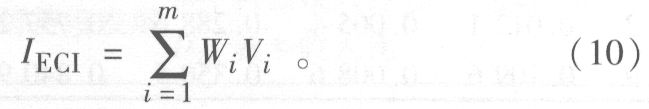 I_ECI = ∑_{i=1}^{m} W_i V_i 。 (10)